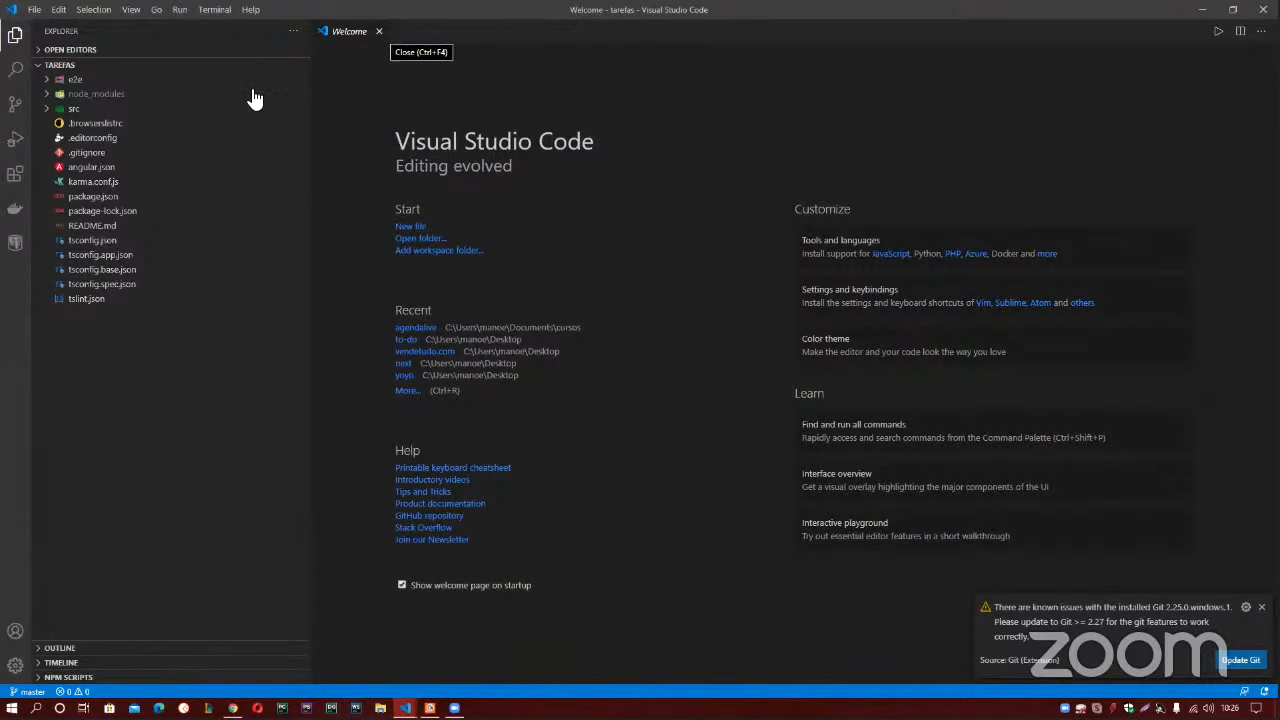 File Edit Selection View Go Run Terminal Help
Welcome - tarefas - Visual Studio Code
EXPLORER
OPEN EDITORS
TAREFAS
e2e
node_modules
src
.browserslistrc
.editorconfig
.gitignore
angular.json
karma.conf.js
package.json
package-lock.json
README.md
tsconfig.json
tsconfig.app.json
tsconfig.base.json
tsconfig.spec.json
tslint.json
OUTLINE
TIMELINE
NPM SCRIPTS
Welcome
Close (Ctrl+F4)
Visual Studio Code
Editing evolved
Start
New file
Open folder...
Add workspace folder...
Recent
agendalive C:\Users\manoe\Documents\cursos
to-do C:\Users\manoe\Desktop
vendetudo.com C:\Users\manoe\Desktop
next C:\Users\manoe\Desktop
yoyo C:\Users\manoe\Desktop
More... (Ctrl+R)
Help
Printable keyboard cheatsheet
Introductory videos
Tips and Tricks
Product documentation
GitHub repository
Stack Overflow
Join our Newsletter
Show welcome page on startup
Customize
Tools and languages
Install support for JavaScript, Python, PHP, Azure, Docker and more
Settings and keybindings
Install the settings and keyboard shortcuts of Vim, Sublime, Atom and others
Color theme
Make the editor and your code look the way you love
Learn
Find and run all commands
Rapidly access and search commands from the Command Palette (Ctrl+Shift+P)
Interface overview
Get a visual overlay highlighting the major components of the UI
Interactive playground
Try out essential editor features in a short walkthrough
There are known issues with the installed Git 2.25.0.windows.1.
Please update to Git >= 2.27 for the git features to work
correctly.
Source: Git (Extension)
Update Git
zoom
master 0 0
10:26